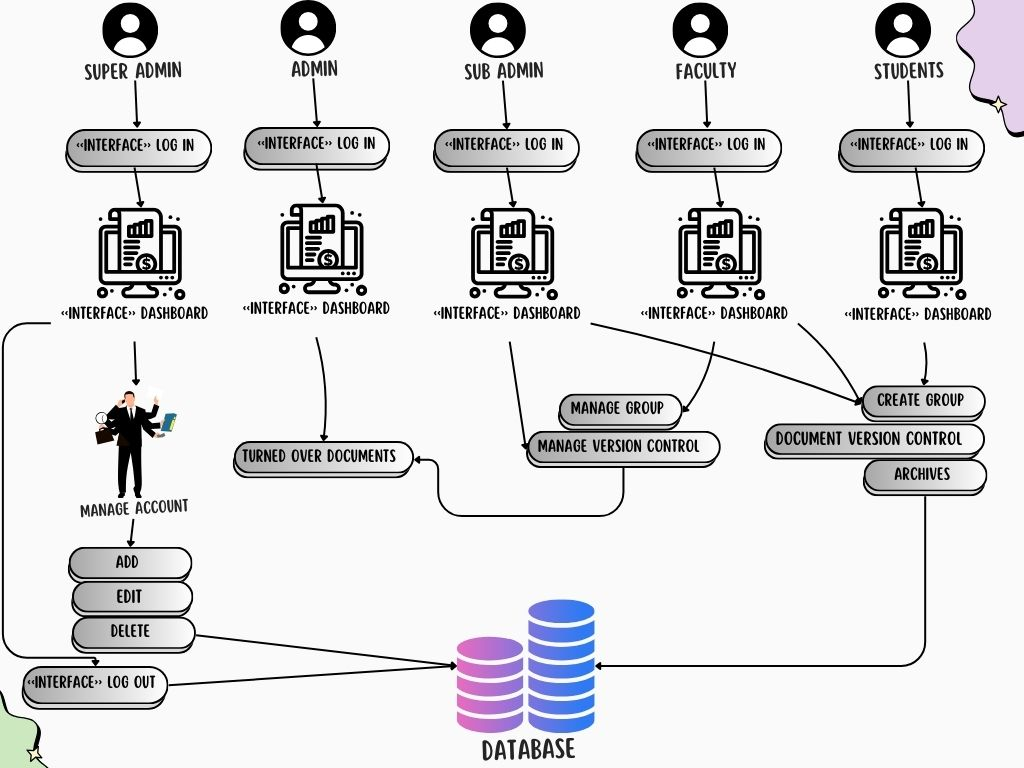 SUPER ADMIN
ADMIN
SUB ADMIN
FACULTY
STUDENTS
«INTERFACE» LOG IN
«INTERFACE» LOG IN
«INTERFACE» LOG IN
«INTERFACE» LOG IN
«INTERFACE» LOG IN
$
$
$
$
$
«INTERFACE» DASHBOARD
«INTERFACE» DASHBOARD
«INTERFACE» DASHBOARD
«INTERFACE» DASHBOARD
«INTERFACE» DASHBOARD
MANAGE GROUP
CREATE GROUP
TURNED OVER DOCUMENTS
MANAGE VERSION CONTROL
DOCUMENT VERSION CONTROL
ARCHIVES
MANAGE ACCOUNT
ADD
EDIT
DELETE
«INTERFACE» LOG OUT
DATABASE